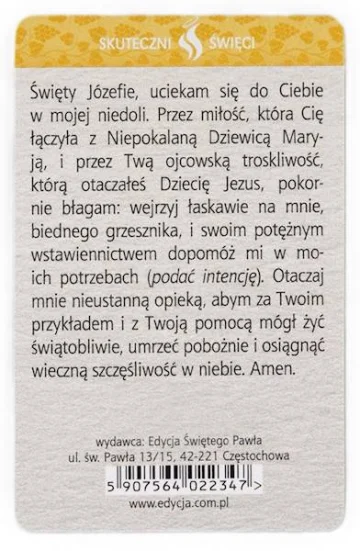 SKUTECZNI ŚWIĘCI
Święty Józefie, uciekam się do Ciebie
w mojej niedoli. Przez miłość, która Cię
łączyła z Niepokalaną Dziewicą Mary-
ją, i przez Twą ojcowską troskliwość,
którą otaczałeś Dziecię Jezus, pokor-
nie błagam: wejrzyj łaskawie na mnie,
biednego grzesznika, i swoim potężnym
wstawiennictwem dopomóż mi w mo-
ich potrzebach (podać intencję). Otaczaj
mnie nieustanną opieką, abym za Twoim
przykładem i z Twoją pomocą mógł żyć
świątobliwie, umrzeć pobożnie i osiągnąć
wieczną szczęśliwość w niebie. Amen.
wydawca: Edycja Świętego Pawła
ul. św. Pawła 13/15, 42-221 Częstochowa
5 907564 022347 >
www.edycja.com.pl